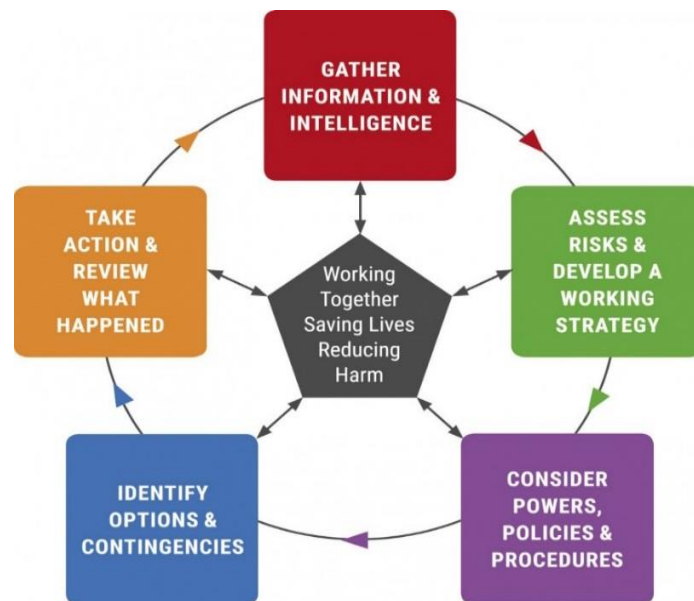 GATHER
INFORMATION &
INTELLIGENCE
ASSESS
RISKS &
DEVELOP A
WORKING
STRATEGY
CONSIDER
POWERS,
POLICIES &
PROCEDURES
IDENTIFY
OPTIONS &
CONTINGENCIES
TAKE
ACTION &
REVIEW
WHAT
HAPPENED
Working
Together
Saving Lives
Reducing
Harm